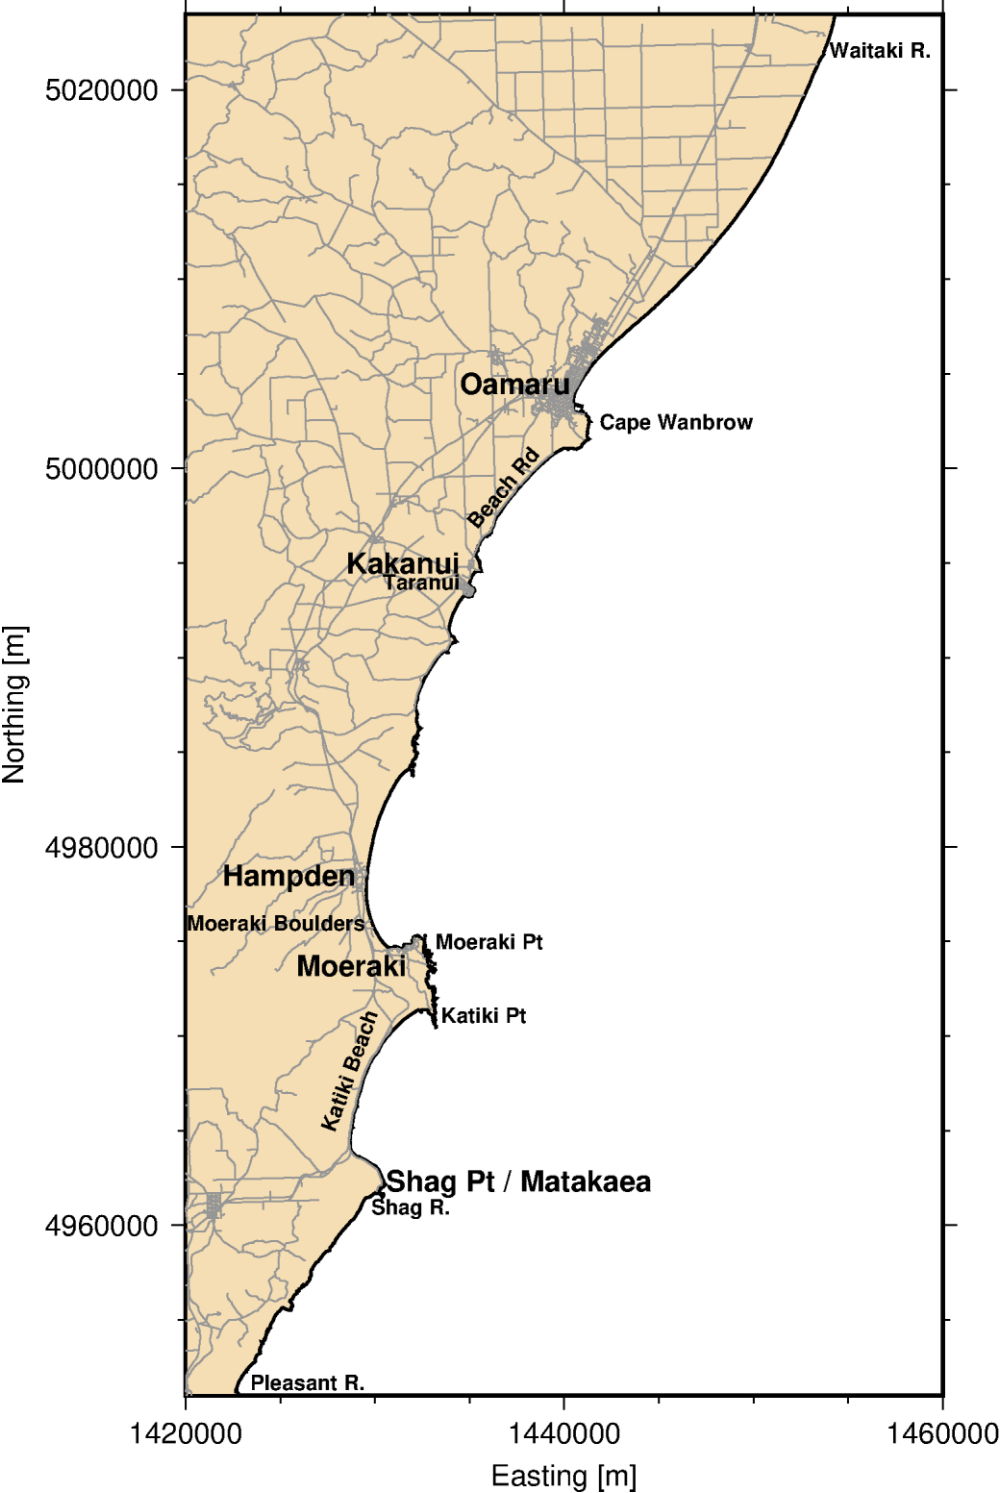 Waitaki R.
5020000
Oamaru
Cape Wanbrow
5000000
Beach Rd
Kakanui
Taranui
Northing [m]
4980000
Hampden
Moeraki Boulders
Moeraki Pt
Moeraki
Katiki Pt
Katiki Beach
Shag Pt / Matakaea
Shag R.
4960000
Pleasant R.
1420000
1440000
1460000
Easting [m]